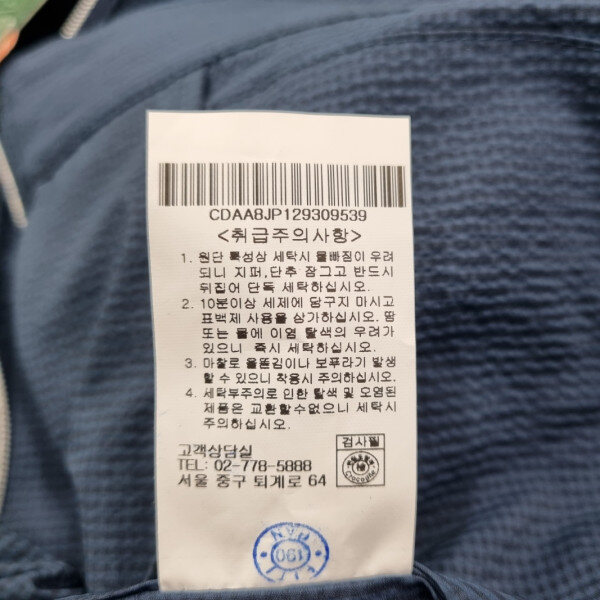 CDAA8JP129309539
<취급주의사항>
1. 원단 특성상 세탁시 물빠짐이 우려
되니 지퍼,단추 잠그고 반드시
뒤집어 단독 세탁하십시오.
2. 10분이상 세제에 담구지 마시고
표백제 사용을 삼가하십시오. 땀
또는 물에 이염 탈색의 우려가
있으니 즉시 세탁하십시오.
3. 마찰로 올뜯김이나 보푸라기 발생
할 수 있으니 착용시 주의하십시오.
4. 세탁부주의로 인한 탈색 및 오염된
제품은 교환할수없으니 세탁시
주의하십시오.
고객상담실
TEL: 02-778-5888
서울 중구 퇴계로 64
검사필
Crocodile
190